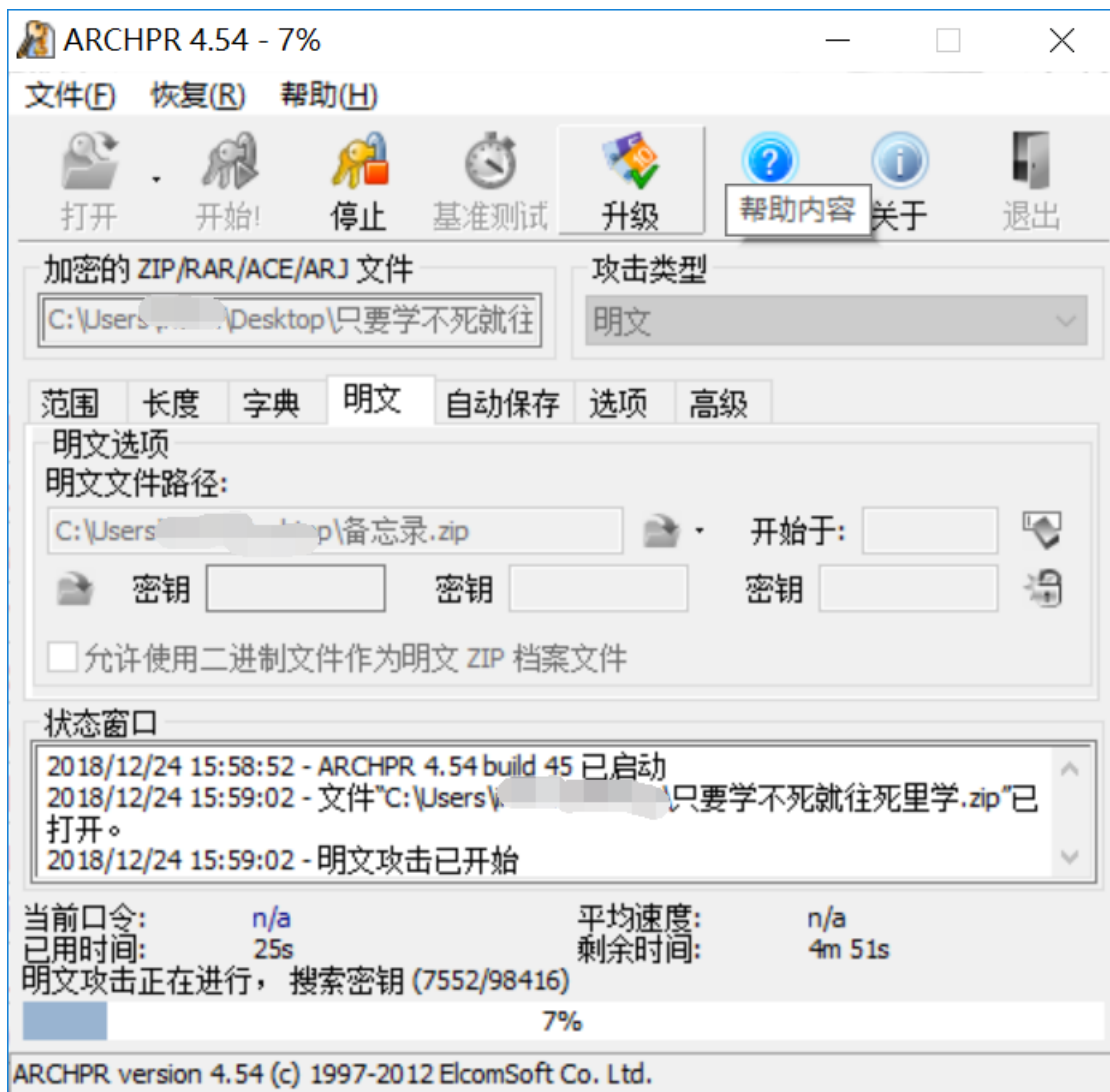 ARCHPR 4.54 - 7%
文件(F) 恢复(R) 帮助(H)
打开 开始! 停止 基准测试 升级 帮助内容 关于 退出
加密的 ZIP/RAR/ACE/ARJ 文件 攻击类型
C:\Users\ \Desktop\只要学不死就往 明文
范围 长度 字典 明文 自动保存 选项 高级
明文选项
明文文件路径:
C:\Users p\备忘录.zip 开始于:
密钥 密钥 密钥
允许使用二进制文件作为明文 ZIP 档案文件
状态窗口
2018/12/24 15:58:52 - ARCHPR 4.54 build 45 已启动
2018/12/24 15:59:02 - 文件"C:\Users\ \只要学不死就往死里学.zip"已
打开。
2018/12/24 15:59:02 - 明文攻击已开始
当前口令: n/a 平均速度: n/a
已用时间: 25s 剩余时间: 4m 51s
明文攻击正在进行，搜索密钥 (7552/98416)
7%
ARCHPR version 4.54 (c) 1997-2012 ElcomSoft Co. Ltd.